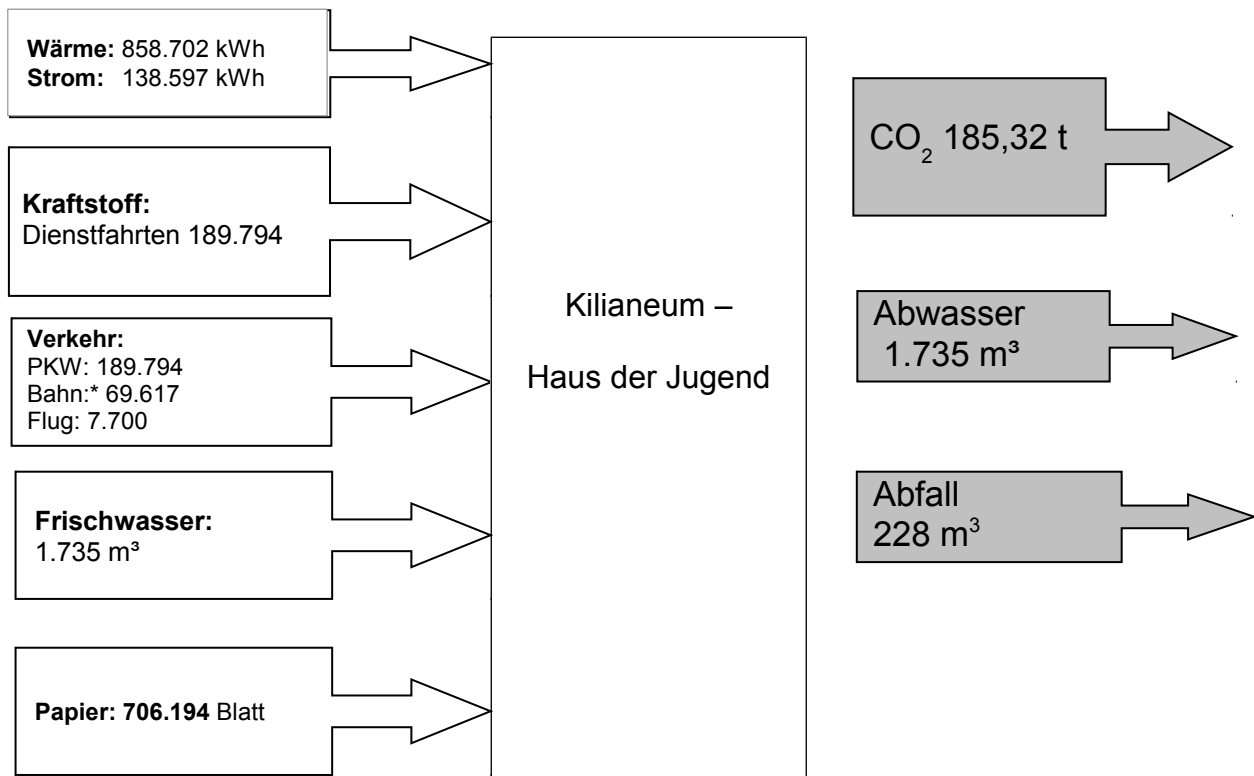 Wärme: 858.702 kWh
Strom: 138.597 kWh
Kraftstoff:
Dienstfahrten 189.794
Verkehr:
PKW: 189.794
Bahn:* 69.617
Flug: 7.700
Frischwasser:
1.735 m³
Papier: 706.194 Blatt
Kilianeum –
Haus der Jugend
CO₂ 185,32 t
Abwasser
1.735 m³
Abfall
228 m³